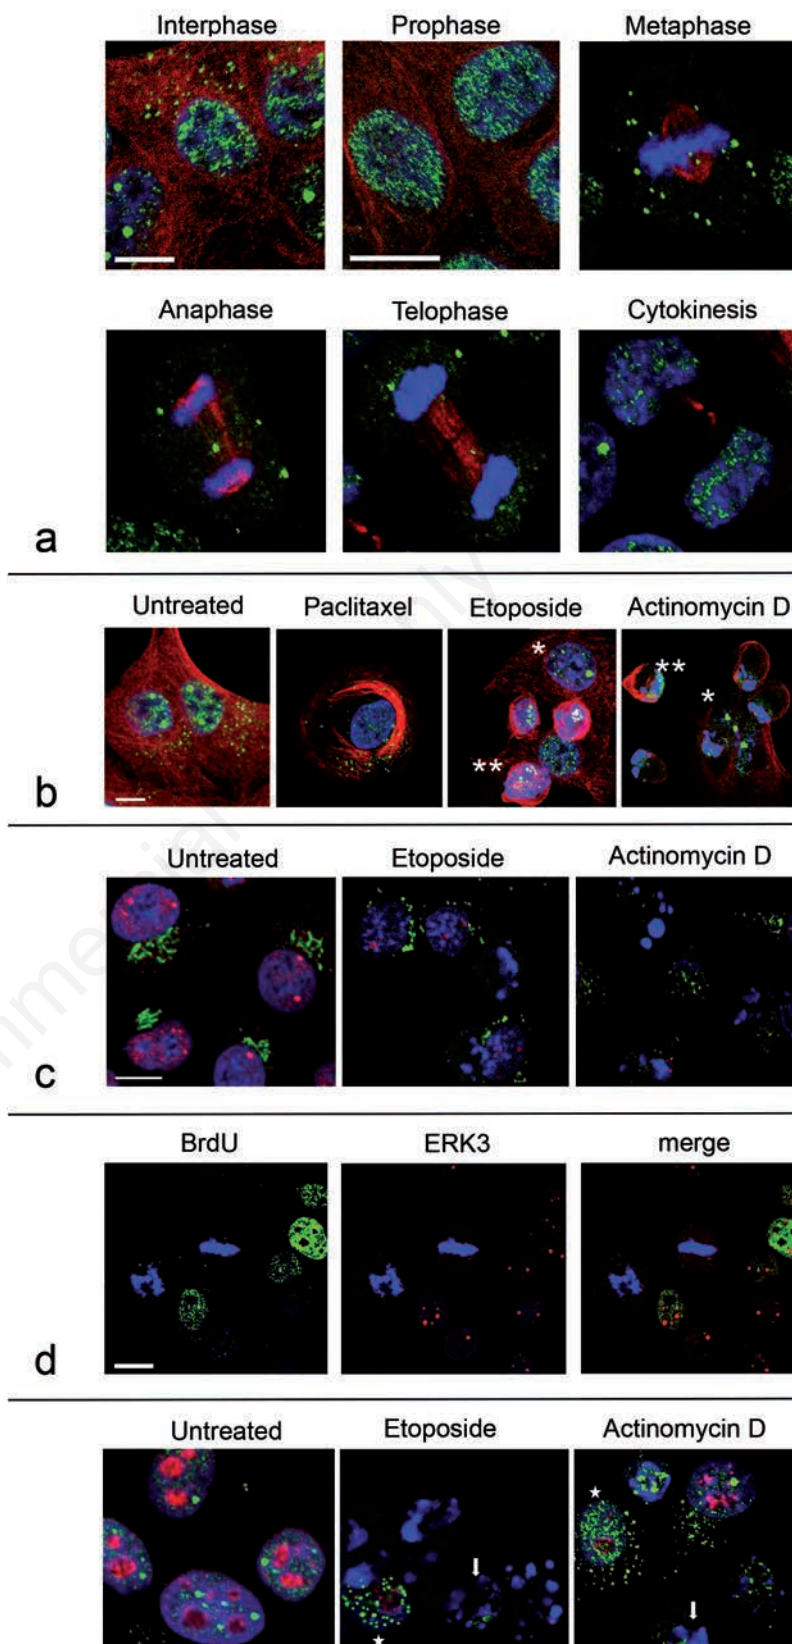 Interphase Prophase Metaphase
Anaphase Telophase Cytokinesis
a
Untreated Paclitaxel Etoposide Actinomycin D
* ** * **
b
Untreated Etoposide Actinomycin D
c
BrdU ERK3 merge
d
Untreated Etoposide Actinomycin D